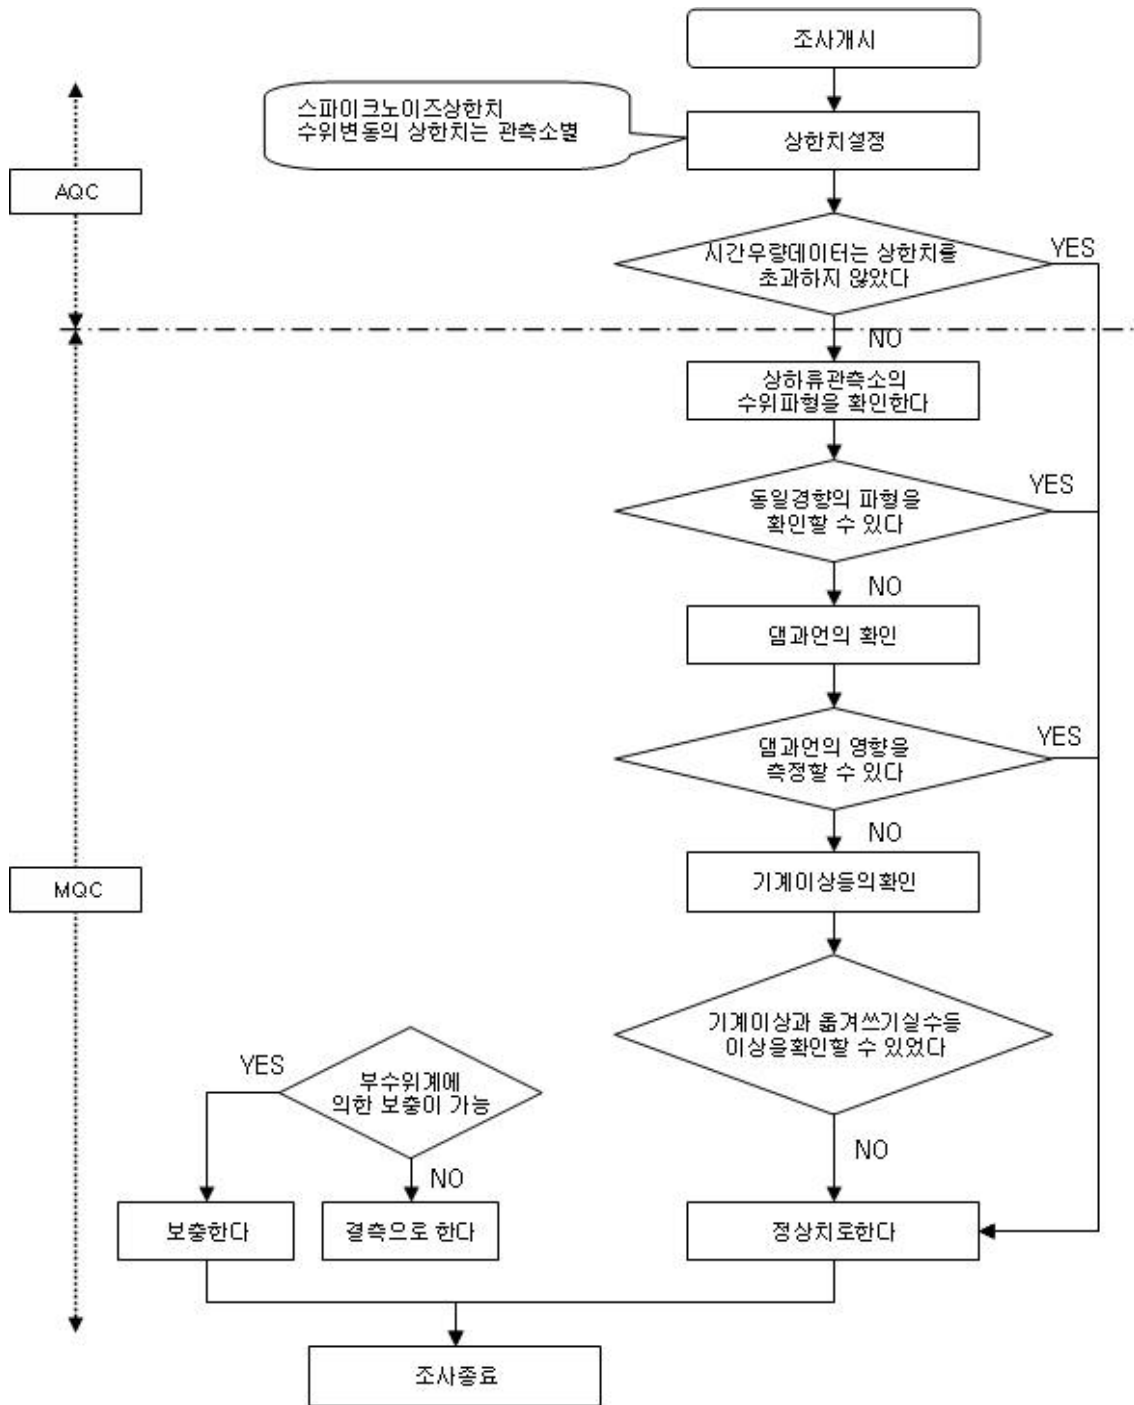 조사개시
스파이크노이즈상한치
수위변동의 상한치는 관측소별
상한치설정
AQC
시간우량데이터는 상한치를
초과하지 않았다
YES
NO
상하류관측소의
수위파형을 확인한다
동일경향의 파형을
확인할 수 있다
YES
NO
댐과언의 확인
댐과언의 영향을
측정할 수 있다
YES
NO
MQC
기계이상등의확인
기계이상과 옮겨쓰기실수등
이상을확인할 수 있었다
NO
부수위계에
의한 보충이 가능
YES
NO
보충한다
결측으로 한다
정상치로한다
조사종료